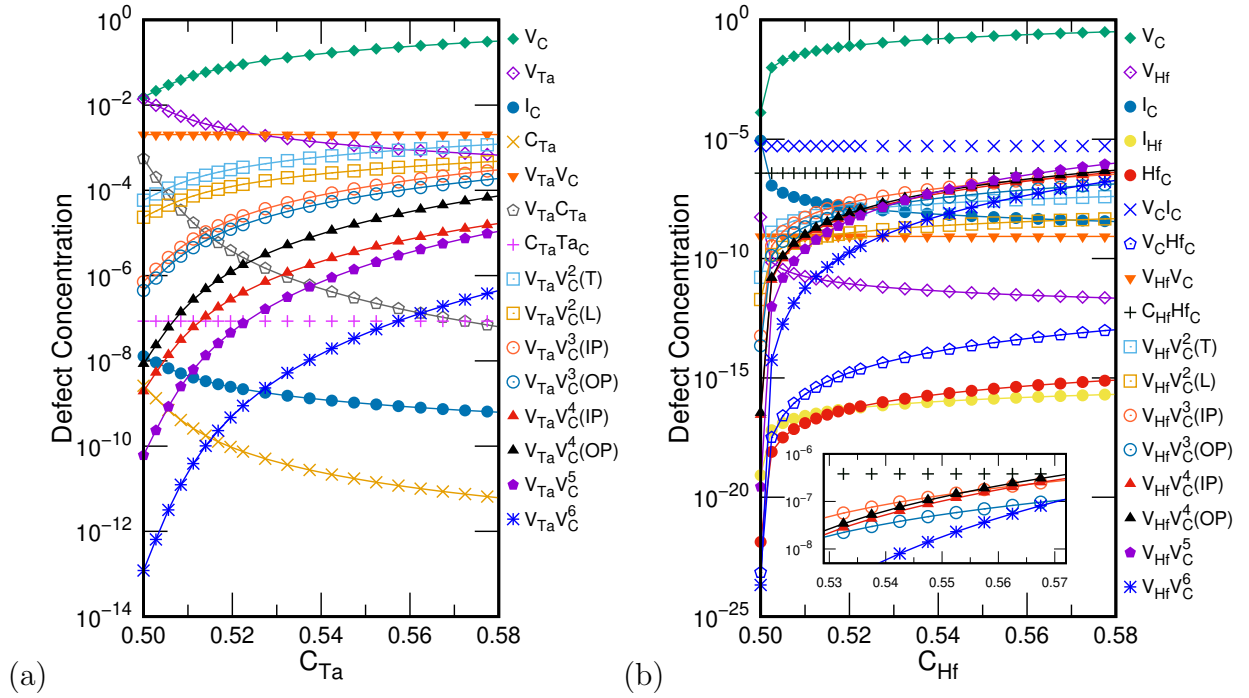 Defect Concentration
10^0
10^-2
10^-4
10^-6
10^-8
10^-10
10^-12
10^-14
0.50 0.52 0.54 0.56 0.58
C_Ta
(a)
V_C
V_Ta
I_C
C_Ta
V_TaV_C
V_TaC_Ta
C_TaTa_C
V_TaV_C^2(T)
V_TaV_C^2(L)
V_TaV_C^3(IP)
V_TaV_C^3(OP)
V_TaV_C^4(IP)
V_TaV_C^4(OP)
V_TaV_C^5
V_TaV_C^6
Defect Concentration
10^0
10^-5
10^-10
10^-15
10^-20
10^-25
0.50 0.52 0.54 0.56 0.58
C_Hf
(b)
10^-6
10^-7
10^-8
0.53 0.54 0.55 0.56 0.57
V_C
V_Hf
I_C
I_Hf
Hf_C
V_CI_C
V_CHf_C
V_HfV_C
C_HfHf_C
V_HfV_C^2(T)
V_HfV_C^2(L)
V_HfV_C^3(IP)
V_HfV_C^3(OP)
V_HfV_C^4(IP)
V_HfV_C^4(OP)
V_HfV_C^5
V_HfV_C^6